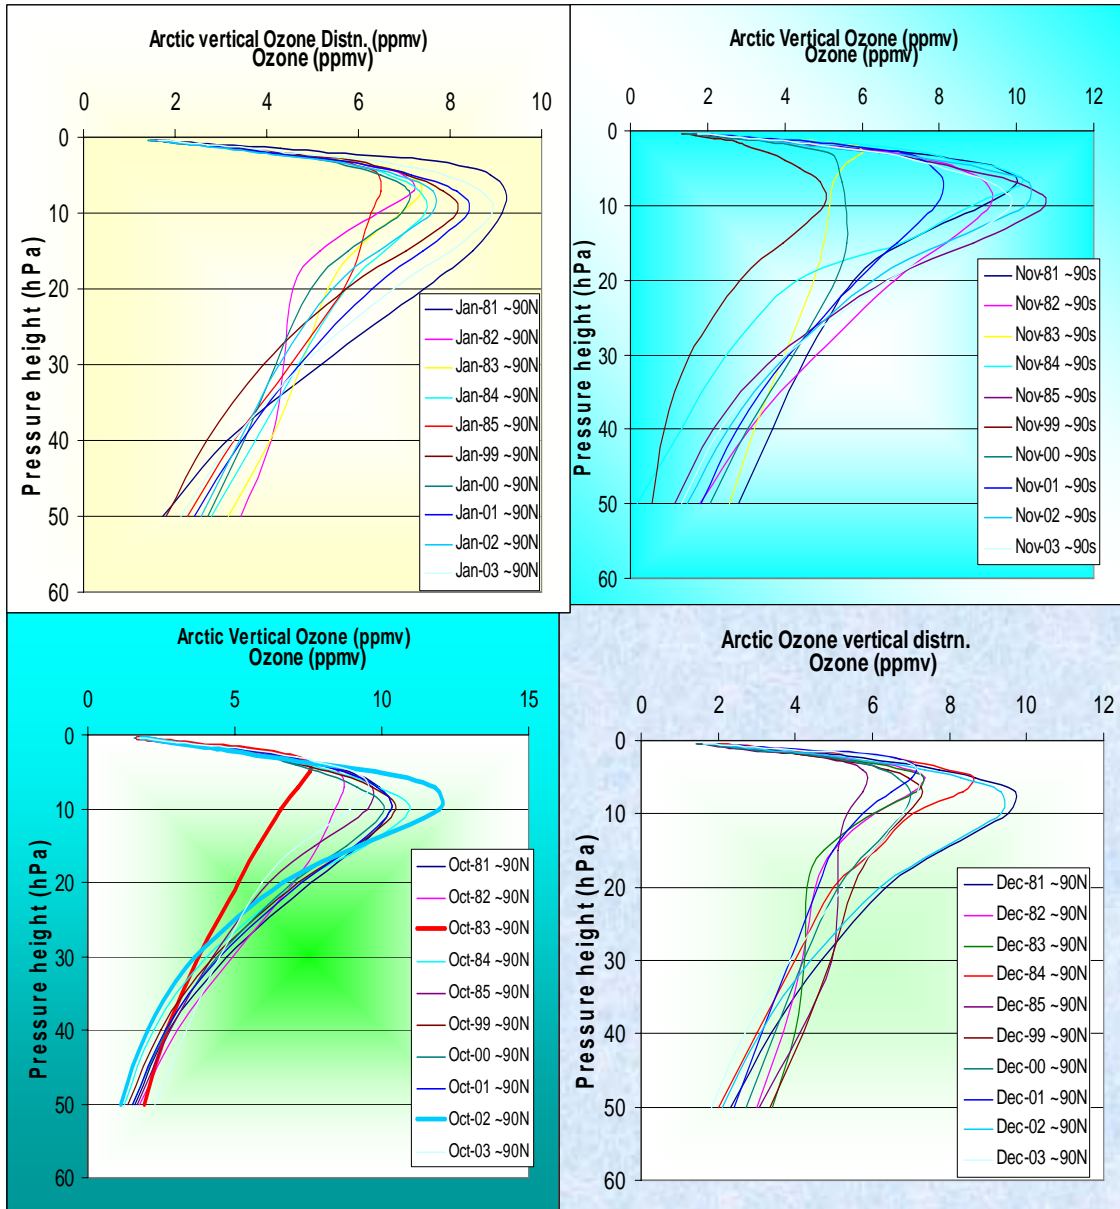 Arctic vertical Ozone Distn. (ppmv)
Ozone (ppmv)
0 2 4 6 8 10
0
10
20
30
40
50
60
Pressure height (hPa)
Jan-81 ~90N
Jan-82 ~90N
Jan-83 ~90N
Jan-84 ~90N
Jan-85 ~90N
Jan-99 ~90N
Jan-00 ~90N
Jan-01 ~90N
Jan-02 ~90N
Jan-03 ~90N
Arctic Vertical Ozone (ppmv)
Ozone (ppmv)
0 2 4 6 8 10 12
0
10
20
30
40
50
60
Pressure height (hPa)
Nov-81 ~90s
Nov-82 ~90s
Nov-83 ~90s
Nov-84 ~90s
Nov-85 ~90s
Nov-99 ~90s
Nov-00 ~90s
Nov-01 ~90s
Nov-02 ~90s
Nov-03 ~90s
Arctic Vertical Ozone (ppmv)
Ozone (ppmv)
0 5 10 15
0
10
20
30
40
50
60
Pressure height (hPa)
Oct-81 ~90N
Oct-82 ~90N
Oct-83 ~90N
Oct-84 ~90N
Oct-85 ~90N
Oct-99 ~90N
Oct-00 ~90N
Oct-01 ~90N
Oct-02 ~90N
Oct-03 ~90N
Arctic Ozone vertical distrn.
Ozone (ppmv)
0 2 4 6 8 10 12
0
10
20
30
40
50
60
Pressure height (hPa)
Dec-81 ~90N
Dec-82 ~90N
Dec-83 ~90N
Dec-84 ~90N
Dec-85 ~90N
Dec-99 ~90N
Dec-00 ~90N
Dec-01 ~90N
Dec-02 ~90N
Dec-03 ~90N